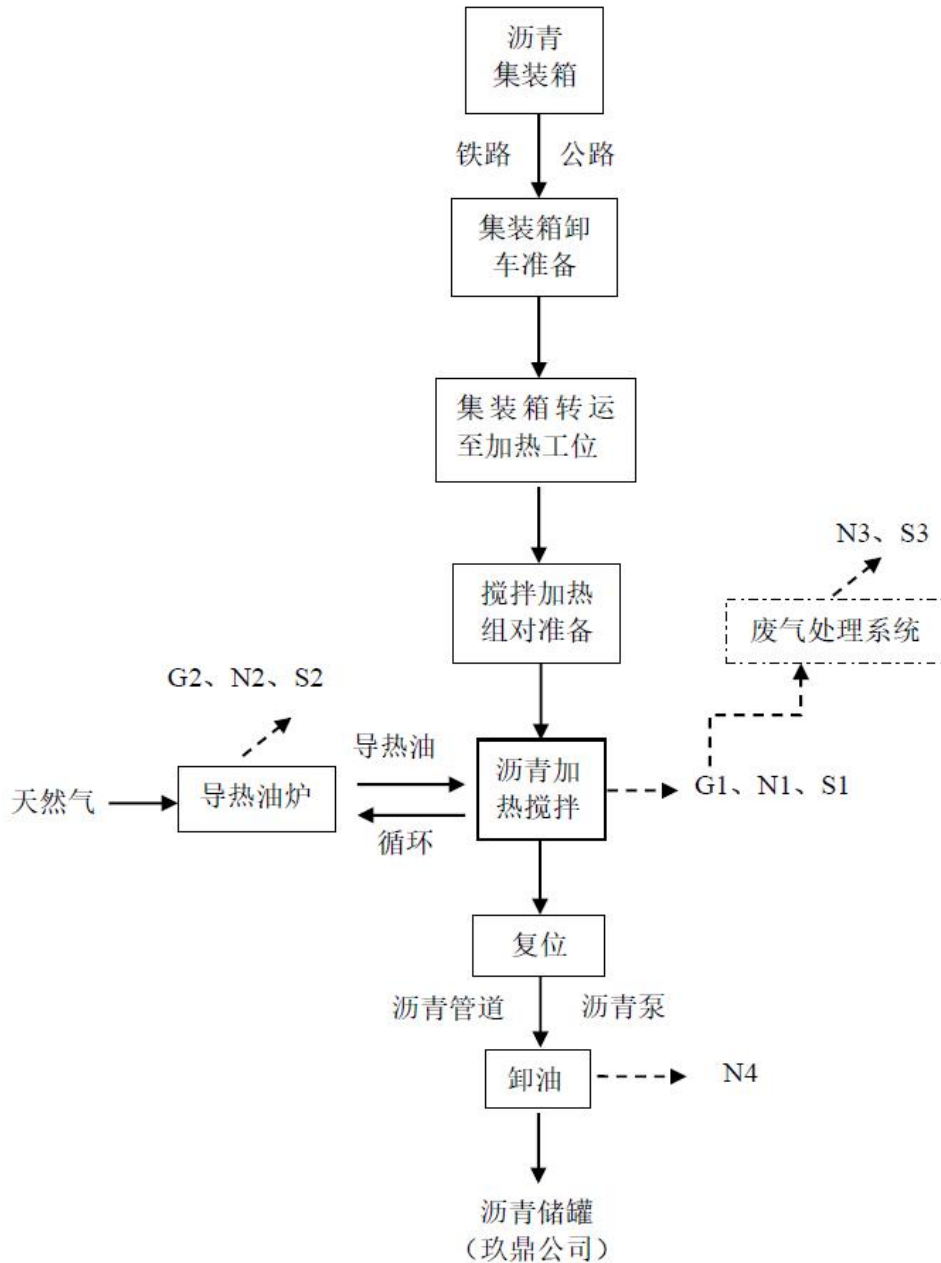 沥青
集装箱
铁路
公路
集装箱卸
车准备
集装箱转运
至加热工位
N3、S3
搅拌加热
组对准备
废气处理系统
G2、N2、S2
导热油
沥青加
热搅拌
天然气
导热油炉
G1、N1、S1
循环
复位
沥青管道
沥青泵
卸油
N4
沥青储罐
（玖鼎公司）